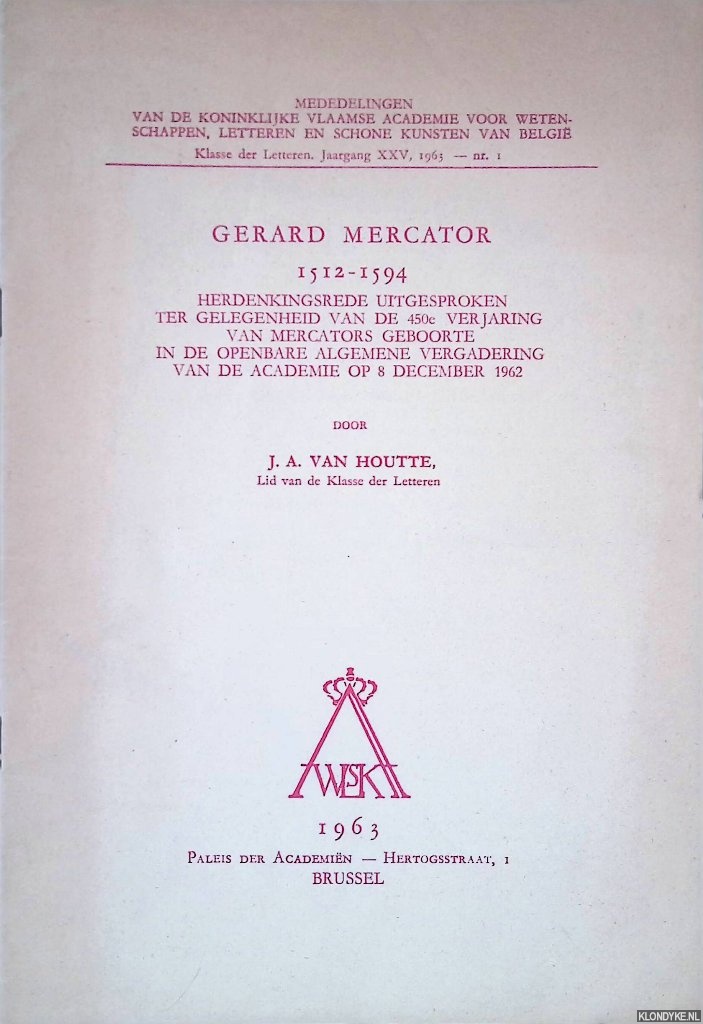 MEDEDELINGEN
VAN DE KONINKLIJKE VLAAMSE ACADEMIE VOOR WETEN-
SCHAPPEN, LETTEREN EN SCHONE KUNSTEN VAN BELGIË
Klasse der Letteren. Jaargang XXV, 1963 — nr. 1
GERARD MERCATOR
1512-1594
HERDENKINGSREDE UITGESPROKEN
TER GELEGENHEID VAN DE 450e VERJARING
VAN MERCATORS GEBOORTE
IN DE OPENBARE ALGEMENE VERGADERING
VAN DE ACADEMIE OP 8 DECEMBER 1962
DOOR
J. A. VAN HOUTTE,
Lid van de Klasse der Letteren
AWLSK
1963
PALEIS DER ACADEMIËN — HERTOGSSTRAAT, 1
BRUSSEL
KLONDYKE.NL